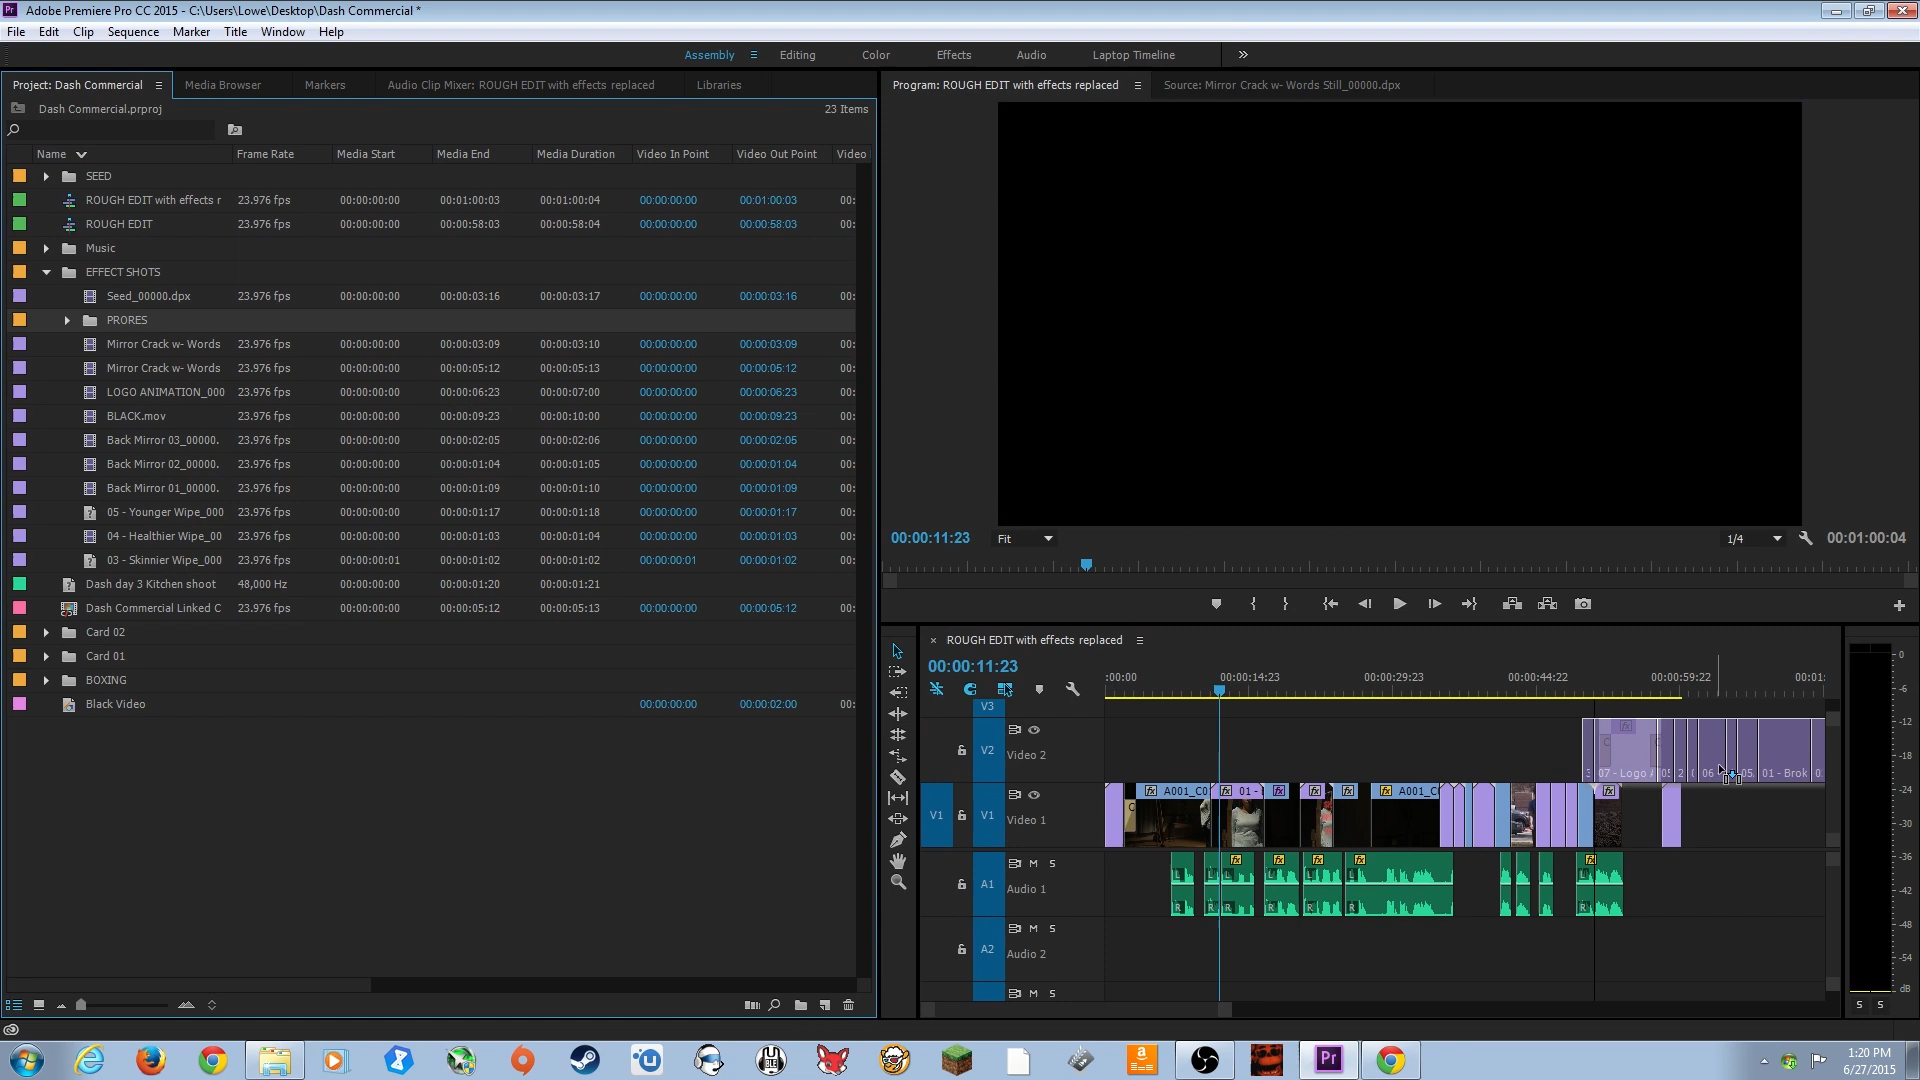 Adobe Premiere Pro CC 2015 - C:\Users\Lowe\Desktop\Dash Commercial *
File Edit Clip Sequence Marker Title Window Help
Assembly Editing Color Effects Audio Laptop Timeline
Project: Dash Commercial Media Browser Markers Audio Clip Mixer: ROUGH EDIT with effects replaced Libraries
Dash Commercial.prproj 23 Items
Name Frame Rate Media Start Media End Media Duration Video In Point Video Out Point Video
SEED
ROUGH EDIT with effects r 23.976 fps 00:00:00:00 00:01:00:03 00:01:00:04 00:00:00:00 00:01:00:03 00:
ROUGH EDIT 23.976 fps 00:00:00:00 00:00:58:03 00:00:58:04 00:00:00:00 00:00:58:03 00:
Music
EFFECT SHOTS
Seed_00000.dpx 23.976 fps 00:00:00:00 00:00:03:16 00:00:03:17 00:00:00:00 00:00:03:16 00:
PRORES
Mirror Crack w- Words 23.976 fps 00:00:00:00 00:00:03:09 00:00:03:10 00:00:00:00 00:00:03:09 00:
Mirror Crack w- Words 23.976 fps 00:00:00:00 00:00:05:12 00:00:05:13 00:00:00:00 00:00:05:12 00:
LOGO ANIMATION_000 23.976 fps 00:00:00:00 00:00:06:23 00:00:07:00 00:00:00:00 00:00:06:23 00:
BLACK.mov 23.976 fps 00:00:00:00 00:00:09:23 00:00:10:00 00:00:00:00 00:00:09:23 00:
Back Mirror 03_00000. 23.976 fps 00:00:00:00 00:00:02:05 00:00:02:06 00:00:00:00 00:00:02:05 00:
Back Mirror 02_00000. 23.976 fps 00:00:00:00 00:00:01:04 00:00:01:05 00:00:00:00 00:00:01:04 00:
Back Mirror 01_00000. 23.976 fps 00:00:00:00 00:00:01:09 00:00:01:10 00:00:00:00 00:00:01:09 00:
05 - Younger Wipe_000 23.976 fps 00:00:00:00 00:00:01:17 00:00:01:18 00:00:00:00 00:00:01:17 00:
04 - Healthier Wipe_00 23.976 fps 00:00:00:00 00:00:01:03 00:00:01:04 00:00:00:00 00:00:01:03 00:
03 - Skinnier Wipe_000 23.976 fps 00:00:00:01 00:00:01:02 00:00:01:02 00:00:00:01 00:00:01:02 00:
Dash day 3 Kitchen shoot 48,000 Hz 00:00:00:00 00:00:01:20 00:00:01:21
Dash Commercial Linked C 23.976 fps 00:00:00:00 00:00:05:12 00:00:05:13 00:00:00:00 00:00:05:12 00:
Card 02
Card 01
BOXING
Black Video 00:00:00:00 00:00:02:00
Program: ROUGH EDIT with effects replaced Source: Mirror Crack w- Words Still_00000.dpx
00:00:11:23 Fit 1/4 00:01:00:04
ROUGH EDIT with effects replaced
00:00:11:23
:00:00 00:00:14:23 00:00:29:23 00:00:44:22 00:00:59:22 00:01:
V3
V2 Video 2
07 - Logo 06 05. 01 - Brok
V1 V1 Video 1
A001_C0 01 - A001_C0
A1 M S Audio 1
L R
A2 M S Audio 2
M S
0
-6
-12
-18
-24
-30
-36
-42
-48
-54
dB
S S
1:20 PM
6/27/2015